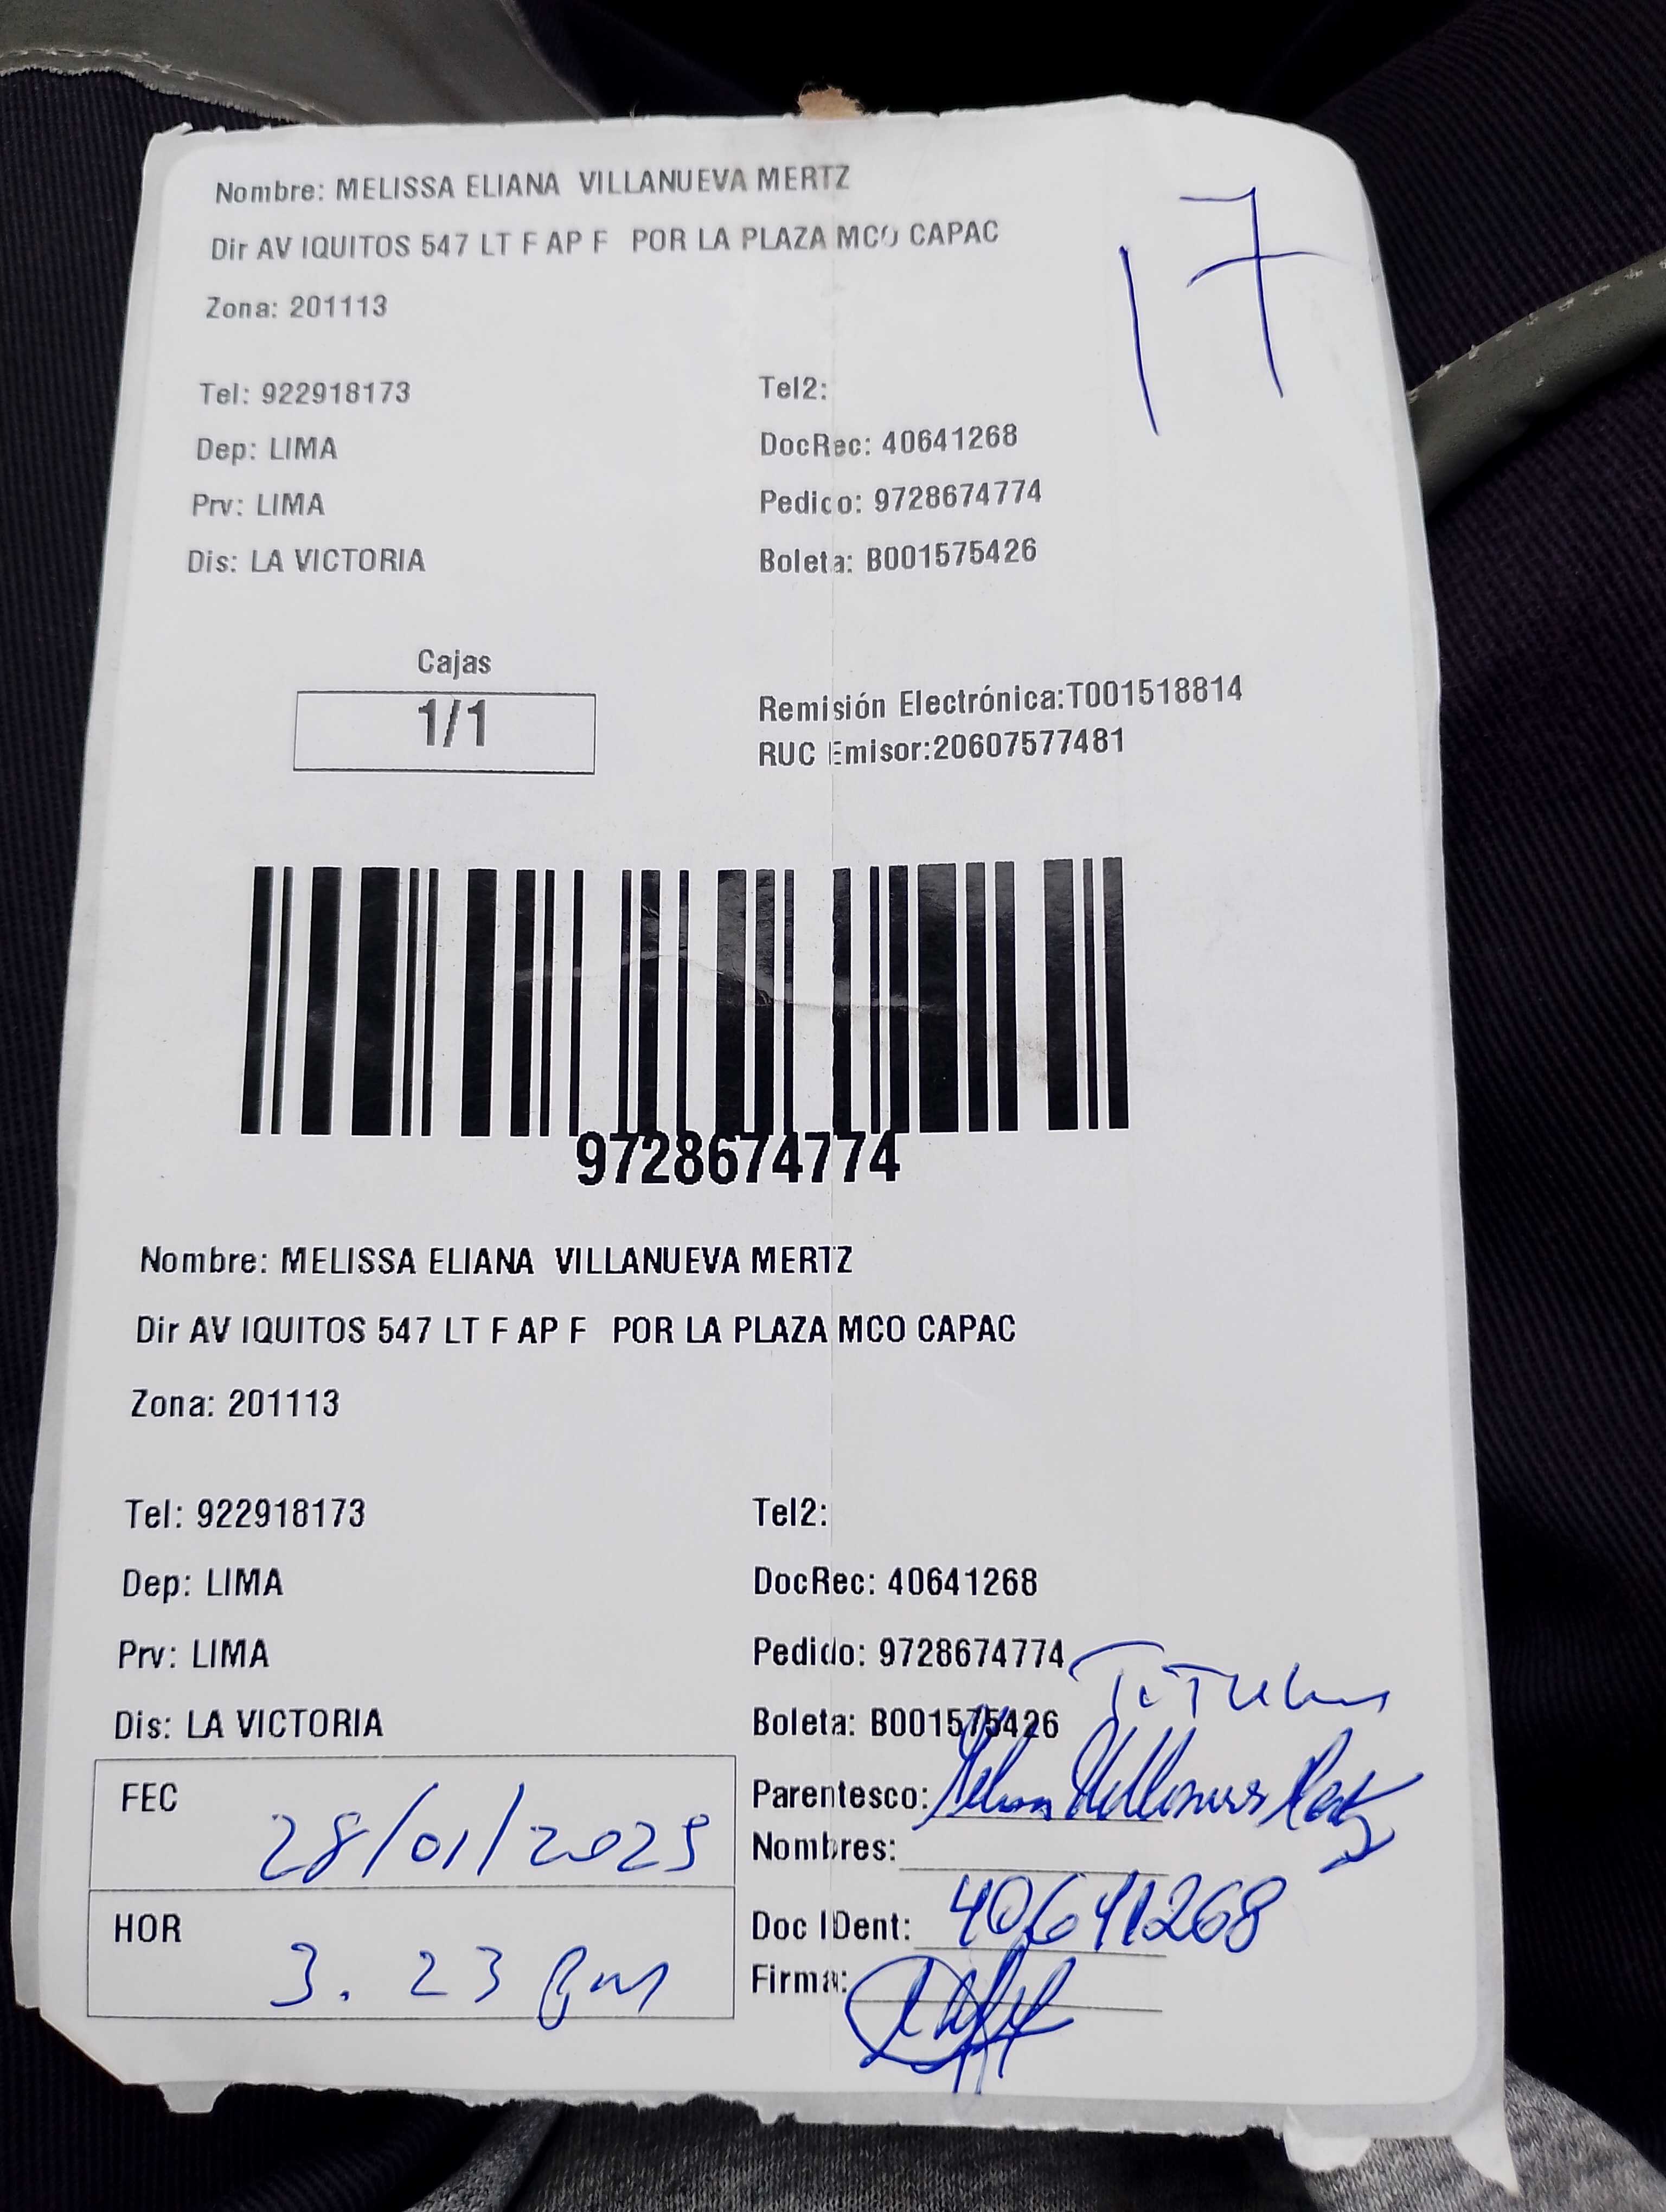 Nombre: MELISSA ELIANA VILLANUEVA MERTZ
Dir AV IQUITOS 547 LT F AP F POR LA PLAZA MCO CAPAC
17
Zona: 201113
Tel: 922918173 Tel2:
Dep: LIMA DocRec: 40641268
Prv: LIMA Pedido: 9728674774
Dis: LA VICTORIA Boleta: B001575426
Cajas
1/1
Remisión Electrónica:T001518814
RUC Emisor:20607577481
9728674774
Nombre: MELISSA ELIANA VILLANUEVA MERTZ
Dir AV IQUITOS 547 LT F AP F POR LA PLAZA MCO CAPAC
Zona: 201113
Tel: 922918173 Tel2:
Dep: LIMA DocRec: 40641268
Prv: LIMA Pedido: 9728674774
Titular
Dis: LA VICTORIA Boleta: B001575426
FEC 28/01/2025
Parentesco: Melissa Villanueva Mertz
Nombres:
HOR 3.23 pm
Doc IDent: 40641268
Firma: